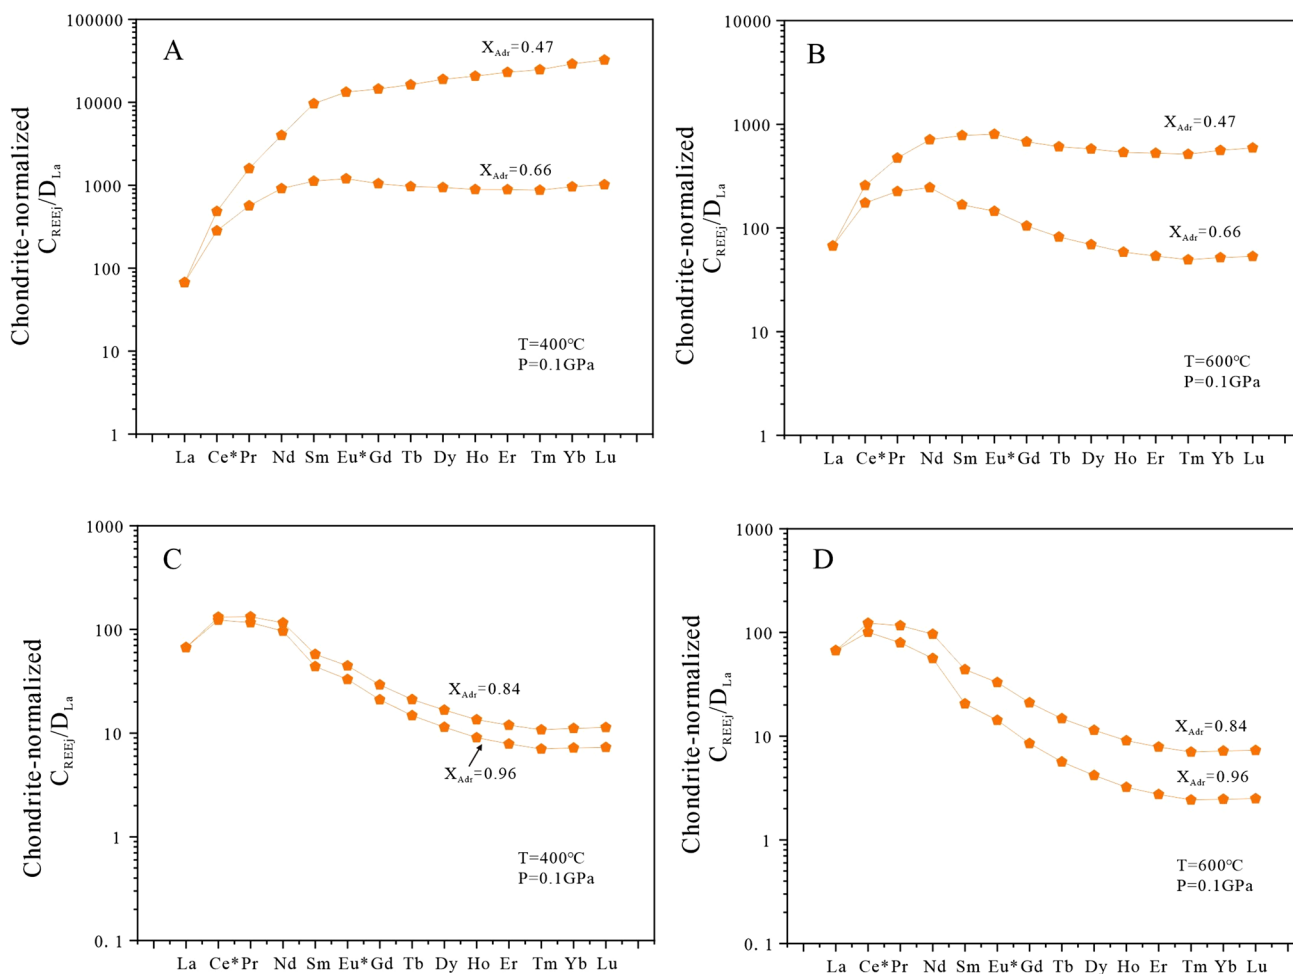 A
Chondrite-normalized
C_REEj/D_La
100000
10000
1000
100
10
1
X_Adr=0.47
X_Adr=0.66
T=400℃
P=0.1GPa
La Ce* Pr Nd Sm Eu* Gd Tb Dy Ho Er Tm Yb Lu
B
Chondrite-normalized
C_REEj/D_La
10000
1000
100
10
1
X_Adr=0.47
X_Adr=0.66
T=600℃
P=0.1GPa
La Ce* Pr Nd Sm Eu* Gd Tb Dy Ho Er Tm Yb Lu
C
Chondrite-normalized
C_REEj/D_La
1000
100
10
1
0.1
X_Adr=0.84
X_Adr=0.96
T=400℃
P=0.1GPa
La Ce* Pr Nd Sm Eu* Gd Tb Dy Ho Er Tm Yb Lu
D
Chondrite-normalized
C_REEj/D_La
1000
100
10
1
0.1
X_Adr=0.84
X_Adr=0.96
T=600℃
P=0.1GPa
La Ce* Pr Nd Sm Eu* Gd Tb Dy Ho Er Tm Yb Lu